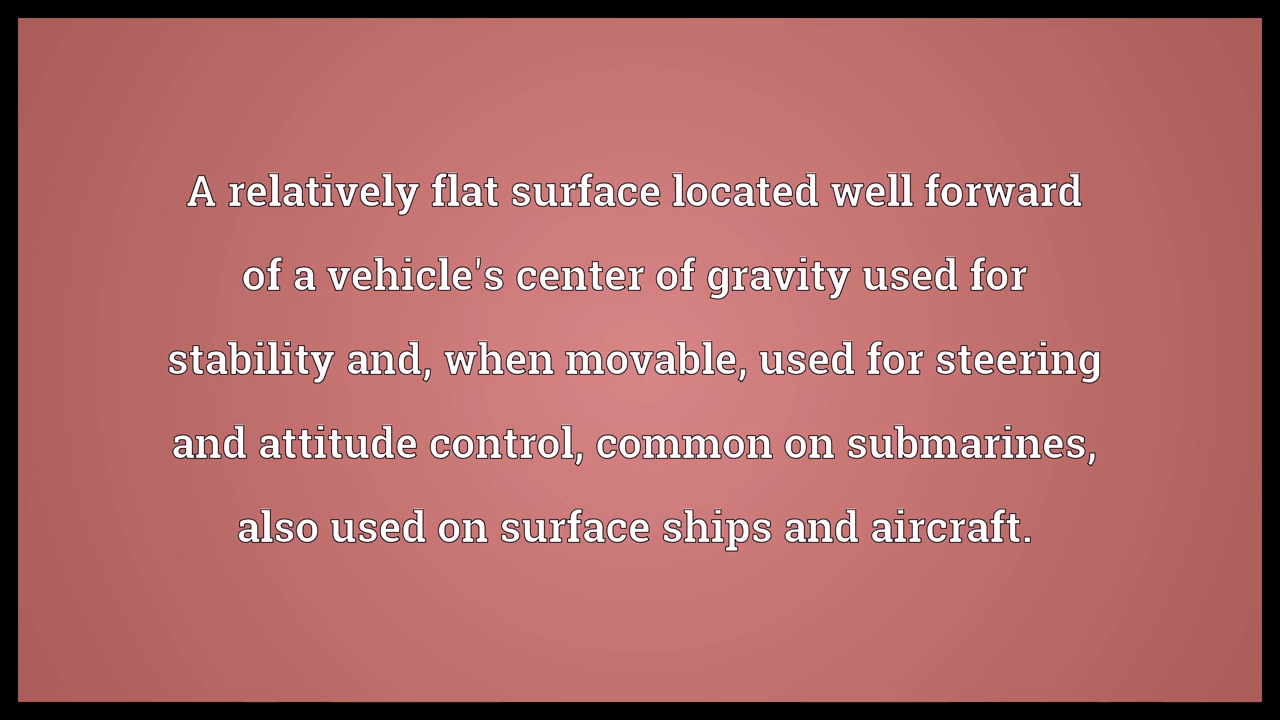 A relatively flat surface located well forward
of a vehicle's center of gravity used for
stability and, when movable, used for steering
and attitude control, common on submarines,
also used on surface ships and aircraft.